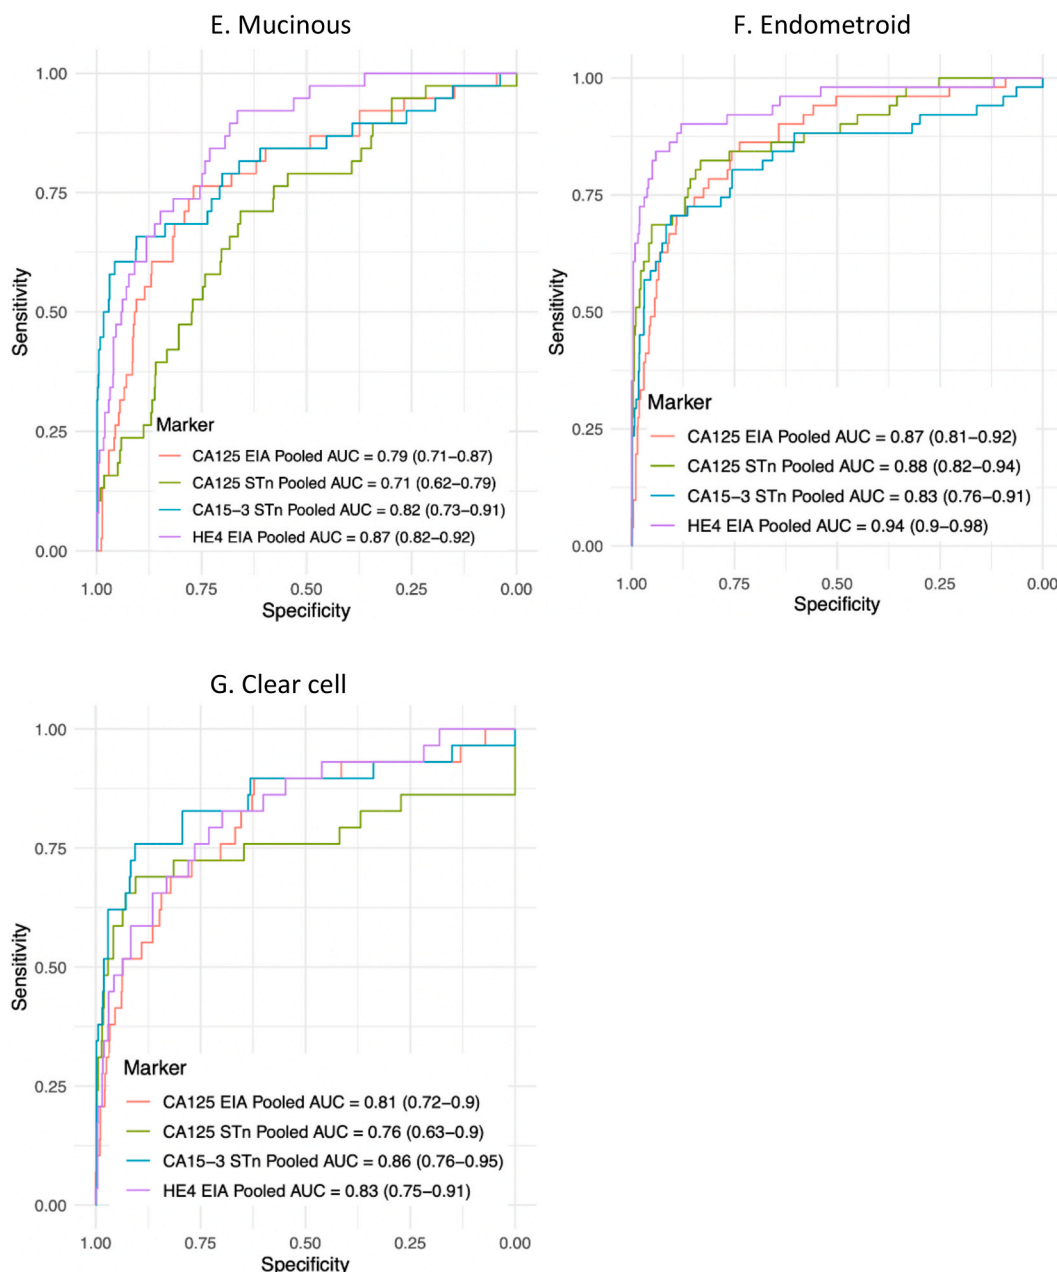 E. Mucinous
1.00
0.75
0.50
0.25
0.00
Sensitivity
Marker
CA125 EIA Pooled AUC = 0.79 (0.71–0.87)
CA125 STn Pooled AUC = 0.71 (0.62–0.79)
CA15–3 STn Pooled AUC = 0.82 (0.73–0.91)
HE4 EIA Pooled AUC = 0.87 (0.82–0.92)
1.00 0.75 0.50 0.25 0.00
Specificity
F. Endometroid
1.00
0.75
0.50
0.25
0.00
Sensitivity
Marker
CA125 EIA Pooled AUC = 0.87 (0.81–0.92)
CA125 STn Pooled AUC = 0.88 (0.82–0.94)
CA15–3 STn Pooled AUC = 0.83 (0.76–0.91)
HE4 EIA Pooled AUC = 0.94 (0.9–0.98)
1.00 0.75 0.50 0.25 0.00
Specificity
G. Clear cell
1.00
0.75
0.50
0.25
0.00
Sensitivity
Marker
CA125 EIA Pooled AUC = 0.81 (0.72–0.9)
CA125 STn Pooled AUC = 0.76 (0.63–0.9)
CA15–3 STn Pooled AUC = 0.86 (0.76–0.95)
HE4 EIA Pooled AUC = 0.83 (0.75–0.91)
1.00 0.75 0.50 0.25 0.00
Specificity